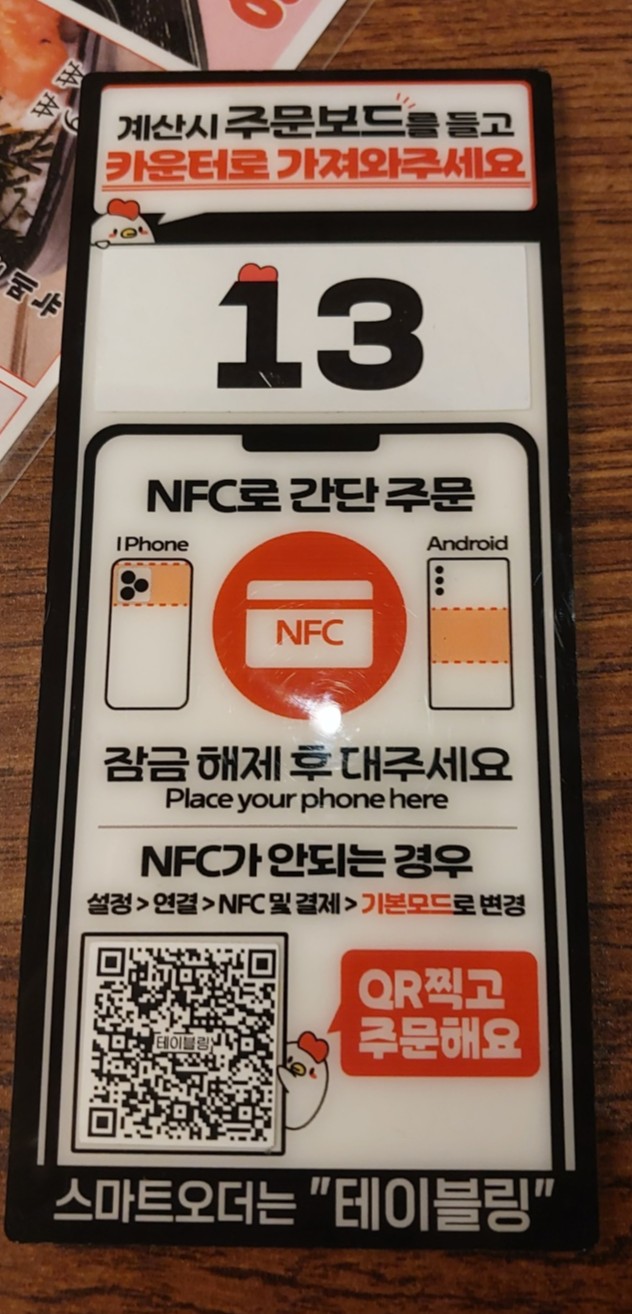 계산시 주문보드를 들고
카운터로 가져와주세요
13
NFC로 간단 주문
IPhone
Android
NFC
잠금 해제 후 대주세요
Place your phone here
NFC가 안되는 경우
설정 > 연결 > NFC 및 결제 > 기본모드로 변경
테이블링
QR찍고
주문해요
스마트오더는 "테이블링"